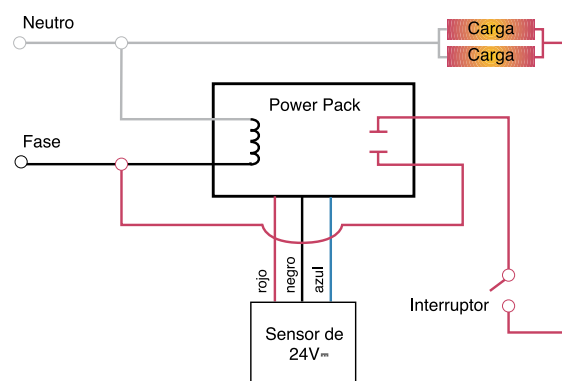 Neutro
Carga
Carga
Power Pack
Fase
rojo
negro
azul
Interruptor
Sensor de
24V⎓